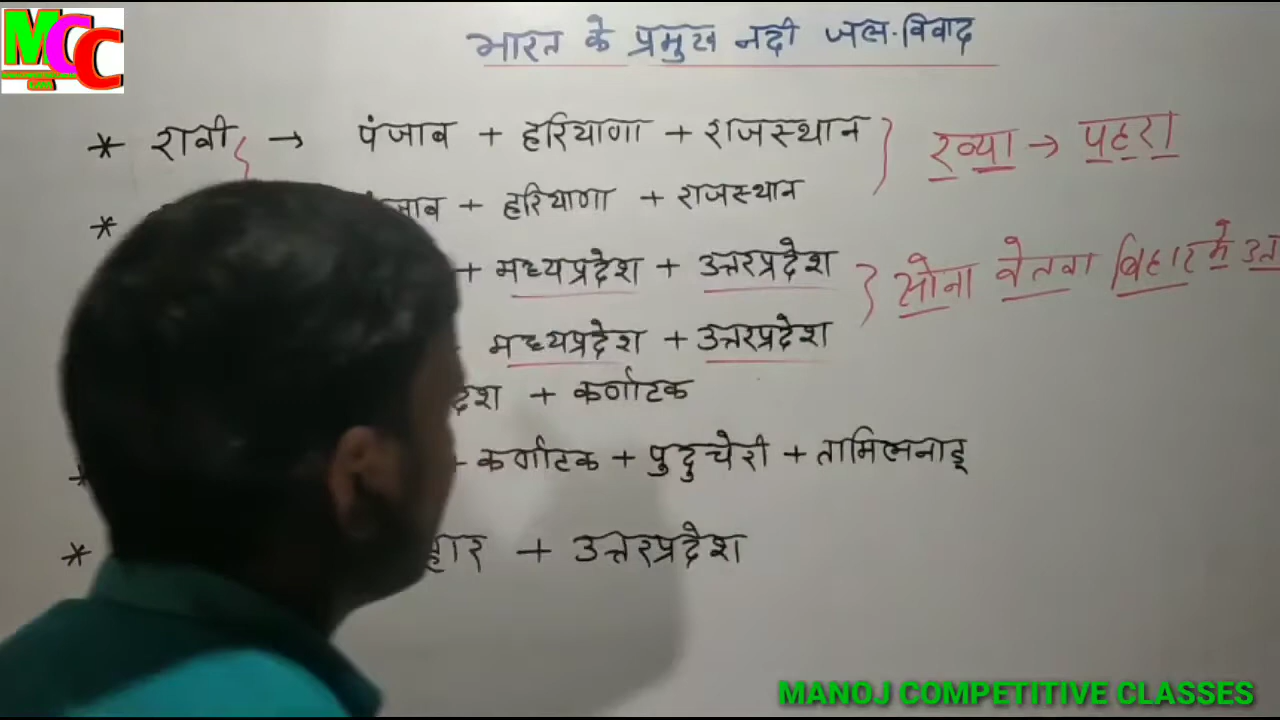 MCC
भारत के प्रमुख नदी जल-विवाद
* रावी → पंजाब + हरियाणा + राजस्थान } रव्या → पहरा
* जाब + हरियाणा + राजस्थान
+ मध्यप्रदेश + उत्तरप्रदेश } सोना वेतवा बिहार में उत
मध्यप्रदेश + उत्तरप्रदेश
देश + कर्णाटक
* कर्णाटक + पुदुचेरी + तामिलनाडू
* हार + उत्तरप्रदेश
MANOJ COMPETITIVE CLASSES